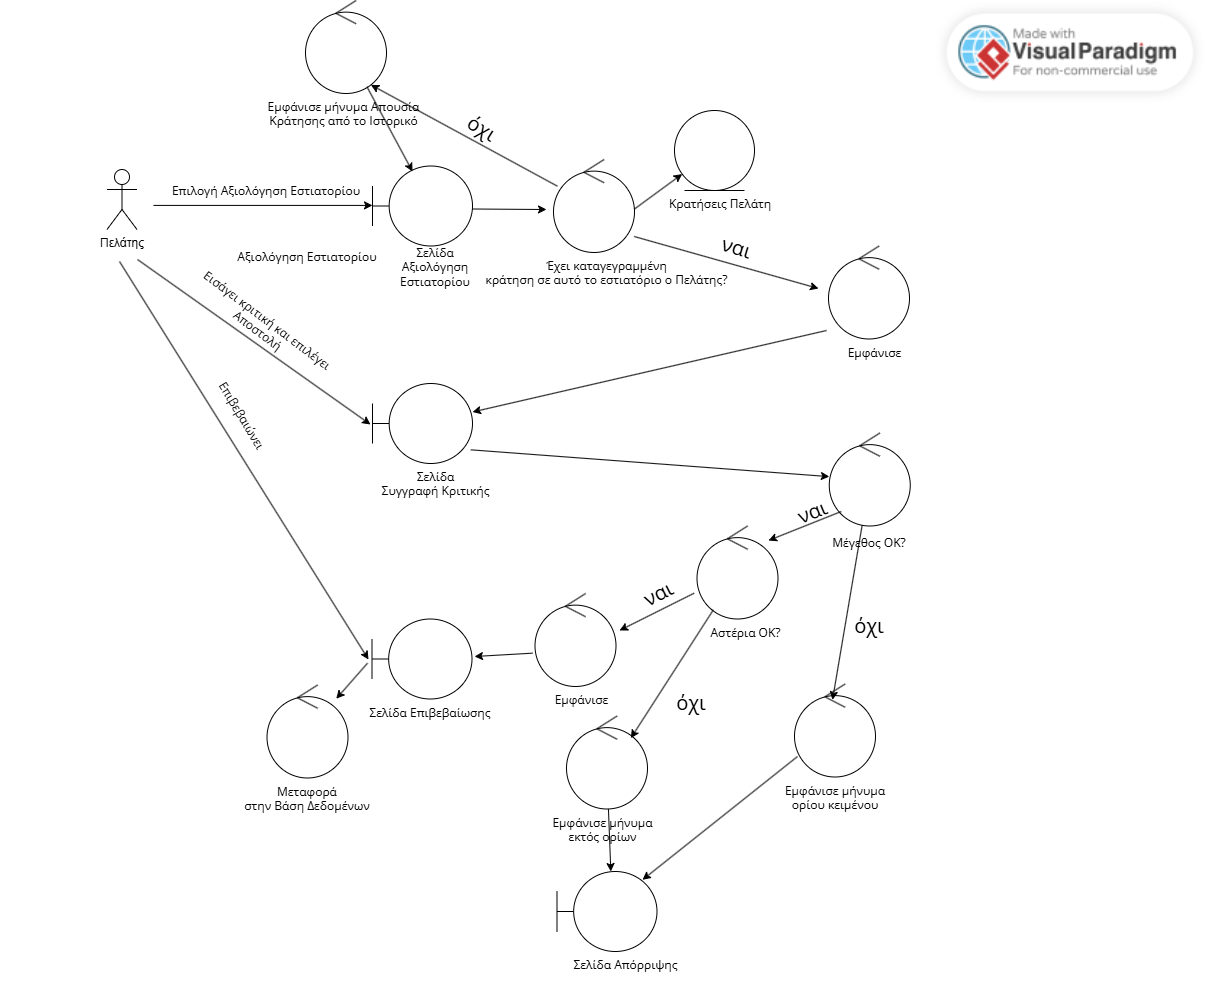 Made with
Visual Paradigm
For non-commercial use
Εμφάνισε μήνυμα Απουσία
Κράτησης από το Ιστορικό
όχι
Επιλογή Αξιολόγηση Εστιατορίου
Κρατήσεις Πελάτη
Πελάτης
Αξιολόγηση Εστιατορίου
Σελίδα
Αξιολόγηση
Εστιατορίου
Έχει καταγεγραμμένη
κράτηση σε αυτό το εστιατόριο ο Πελάτης?
ναι
Εισάγει κριτική και επιλέγει
Αποστολή
Εμφάνισε
Επιβεβαιώνει
Σελίδα
Συγγραφή Κριτικής
ναι
Μέγεθος ΟΚ?
ναι
Αστέρια ΟΚ?
όχι
Εμφάνισε
όχι
Σελίδα Επιβεβαίωσης
Μεταφορά
στην Βάση Δεδομένων
Εμφάνισε μήνυμα
ορίου κειμένου
Εμφάνισε μήνυμα
εκτός ορίων
Σελίδα Απόρριψης